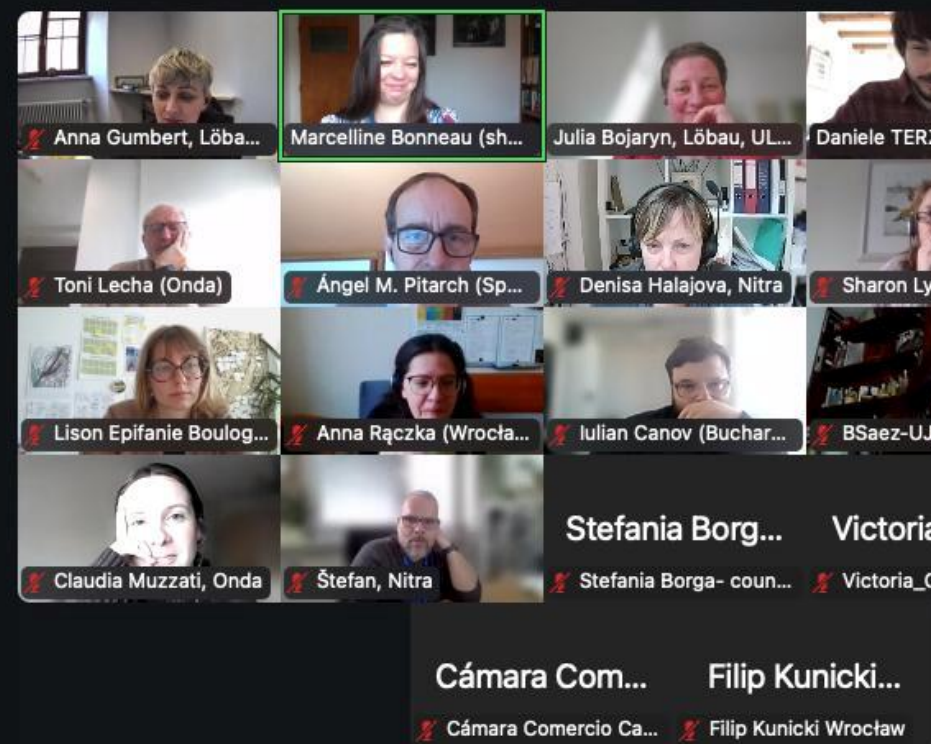 Anna Gumbert, Löba...
Marcelline Bonneau (sh...
Julia Bojaryn, Löbau, UL...
Daniele TERZ
Toni Lecha (Onda)
Ángel M. Pitarch (Sp...
Denisa Halajova, Nitra
Sharon Ly
Lison Epifanie Boulog...
Anna Rączka (Wrocła...
Iulian Canov (Buchar...
BSaez-UJ
Claudia Muzzati, Onda
Štefan, Nitra
Stefania Borg...
Stefania Borga- coun...
Victoria
Victoria_
Cámara Com...
Cámara Comercio Ca...
Filip Kunicki...
Filip Kunicki Wrocław